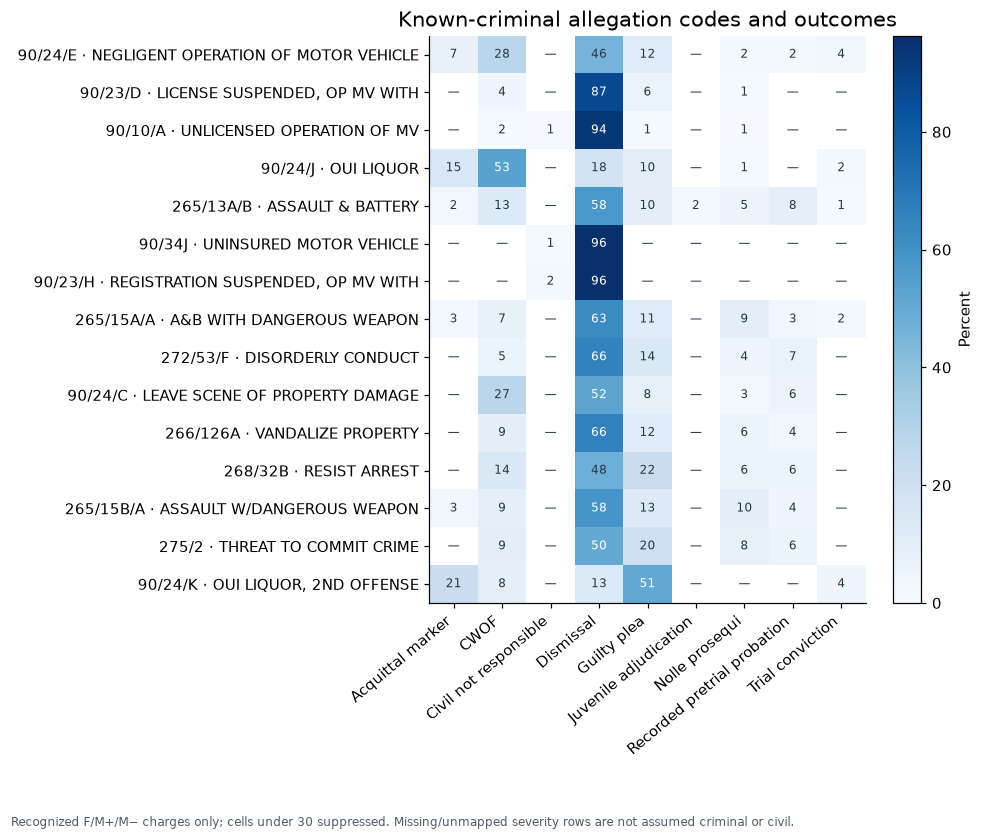 Known-criminal allegation codes and outcomes
90/24/E · NEGLIGENT OPERATION OF MOTOR VEHICLE 7 28 — 46 12 — 2 2 4
90/23/D · LICENSE SUSPENDED, OP MV WITH — 4 — 87 6 — 1 — —
90/10/A · UNLICENSED OPERATION OF MV — 2 1 94 1 — 1 — —
90/24/J · OUI LIQUOR 15 53 — 18 10 — 1 — 2
265/13A/B · ASSAULT & BATTERY 2 13 — 58 10 2 5 8 1
90/34J · UNINSURED MOTOR VEHICLE — — 1 96 — — — — —
90/23/H · REGISTRATION SUSPENDED, OP MV WITH — — 2 96 — — — — —
265/15A/A · A&B WITH DANGEROUS WEAPON 3 7 — 63 11 — 9 3 2
272/53/F · DISORDERLY CONDUCT — 5 — 66 14 — 4 7 —
90/24/C · LEAVE SCENE OF PROPERTY DAMAGE — 27 — 52 8 — 3 6 —
266/126A · VANDALIZE PROPERTY — 9 — 66 12 — 6 4 —
268/32B · RESIST ARREST — 14 — 48 22 — 6 6 —
265/15B/A · ASSAULT W/DANGEROUS WEAPON 3 9 — 58 13 — 10 4 —
275/2 · THREAT TO COMMIT CRIME — 9 — 50 20 — 8 6 —
90/24/K · OUI LIQUOR, 2ND OFFENSE 21 8 — 13 51 — — — 4
Acquittal marker
CWOF
Civil not responsible
Dismissal
Guilty plea
Juvenile adjudication
Nolle prosequi
Recorded pretrial probation
Trial conviction
80
60
40
20
0
Percent
Recognized F/M+/M− charges only; cells under 30 suppressed. Missing/unmapped severity rows are not assumed criminal or civil.